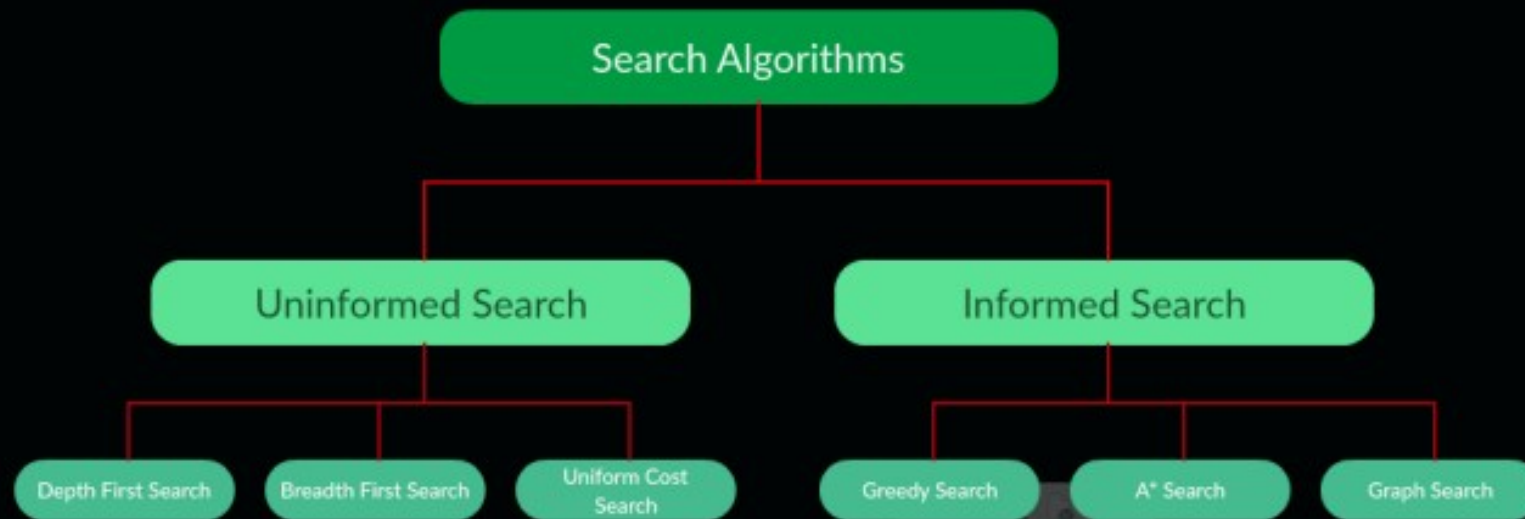 Search Algorithms
Uninformed Search
Informed Search
Depth First Search
Breadth First Search
Uniform Cost
Search
Greedy Search
A* Search
Graph Search